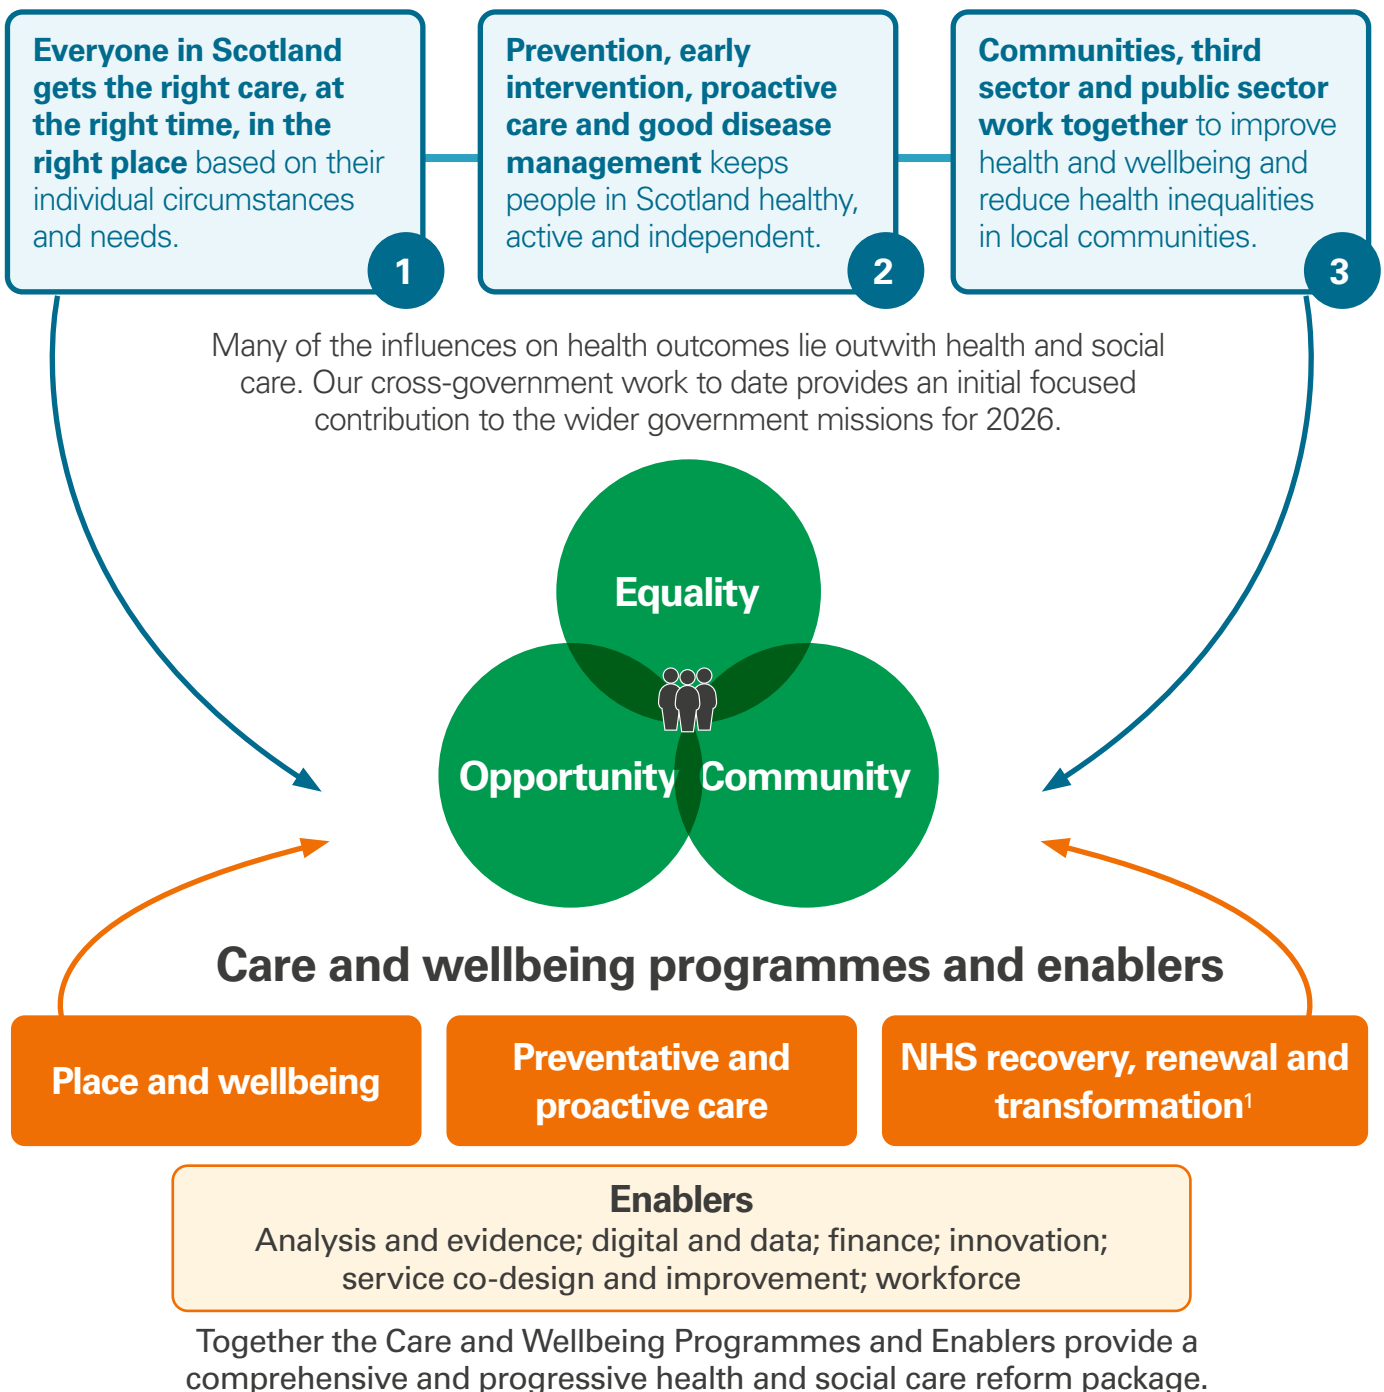 Everyone in Scotland
gets the right care, at
the right time, in the
right place based on their
individual circumstances
and needs.
1
Prevention, early
intervention, proactive
care and good disease
management keeps
people in Scotland healthy,
active and independent.
2
Communities, third
sector and public sector
work together to improve
health and wellbeing and
reduce health inequalities
in local communities.
3
Many of the influences on health outcomes lie outwith health and social
care. Our cross-government work to date provides an initial focused
contribution to the wider government missions for 2026.
Equality
Opportunity
Community
Care and wellbeing programmes and enablers
Place and wellbeing
Preventative and
proactive care
NHS recovery, renewal and
transformation¹
Enablers
Analysis and evidence; digital and data; finance; innovation;
service co-design and improvement; workforce
Together the Care and Wellbeing Programmes and Enablers provide a
comprehensive and progressive health and social care reform package.